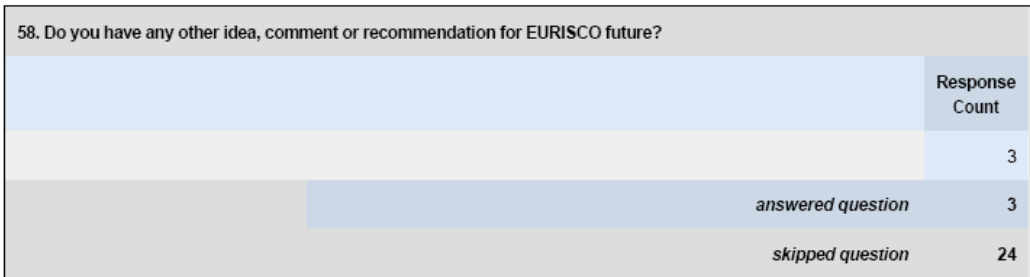 58. Do you have any other idea, comment or recommendation for EURISCO future?
Response
Count
3
answered question 3
skipped question 24